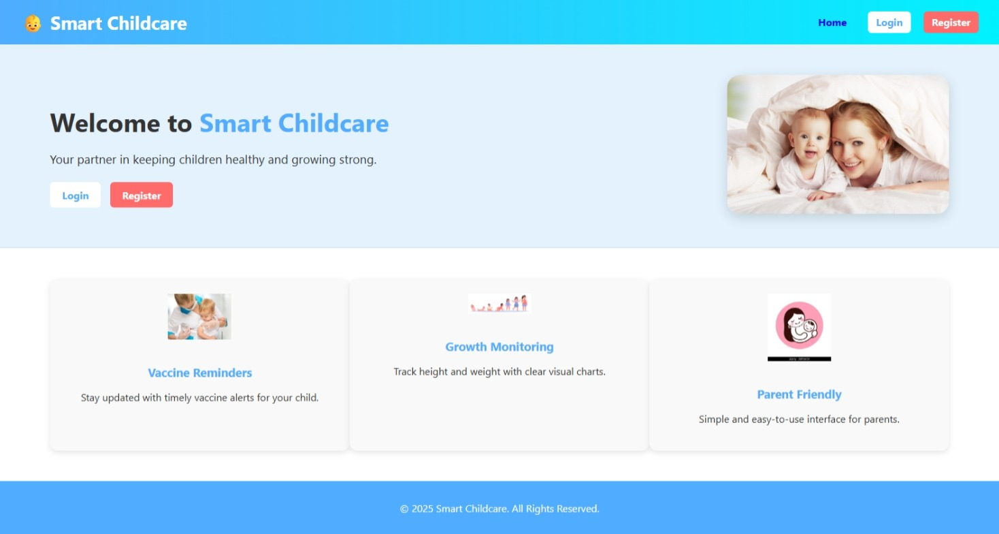 Smart Childcare
Home
Login
Register
Welcome to Smart Childcare
Your partner in keeping children healthy and growing strong.
Login
Register
Vaccine Reminders
Stay updated with timely vaccine alerts for your child.
Growth Monitoring
Track height and weight with clear visual charts.
Parent Friendly
Simple and easy-to-use interface for parents.
© 2025 Smart Childcare. All Rights Reserved.